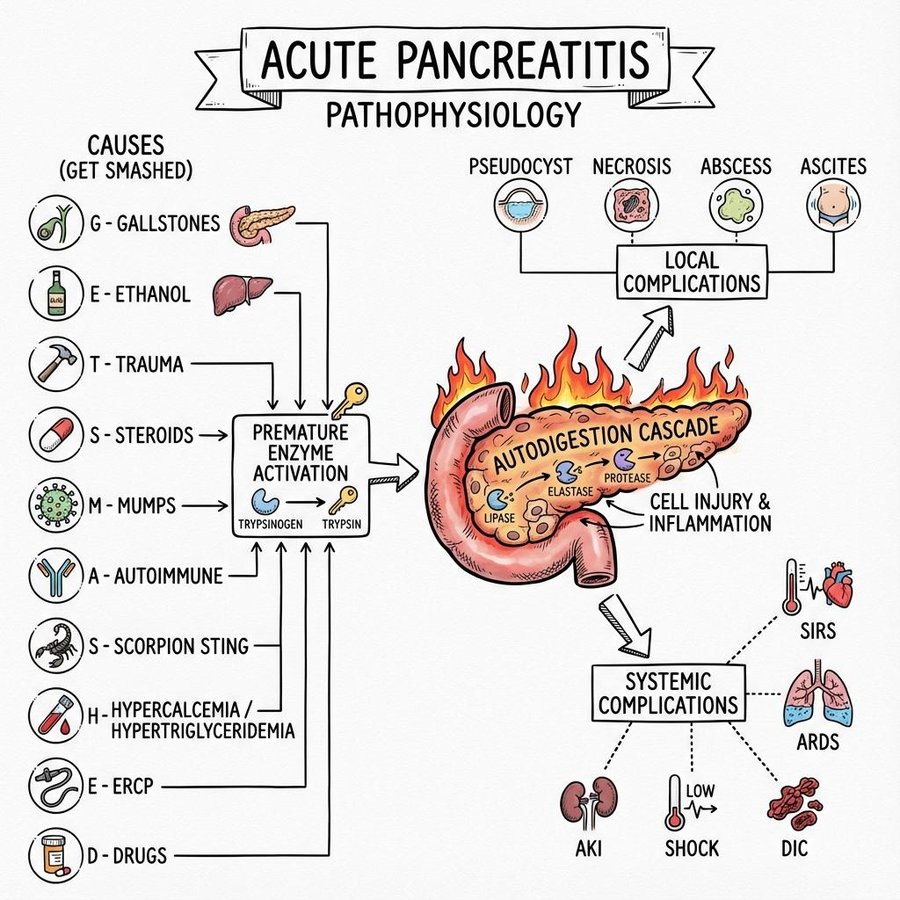 ACUTE PANCREATITIS
PATHOPHYSIOLOGY
CAUSES
(GET SMASHED)
G - GALLSTONES
E - ETHANOL
T - TRAUMA
S - STEROIDS
M - MUMPS
A - AUTOIMMUNE
S - SCORPION STING
H - HYPERCALCEMIA /
HYPERTRIGLYCERIDEMIA
E - ERCP
D - DRUGS
PREMATURE
ENZYME
ACTIVATION
TRYPSINOGEN
TRYPSIN
AUTODIGESTION CASCADE
LIPASE
ELASTASE
PROTEASE
CELL INJURY &
INFLAMMATION
PSEUDOCYST
NECROSIS
ABSCESS
ASCITES
LOCAL
COMPLICATIONS
SYSTEMIC
COMPLICATIONS
SIRS
ARDS
AKI
LOW
SHOCK
DIC